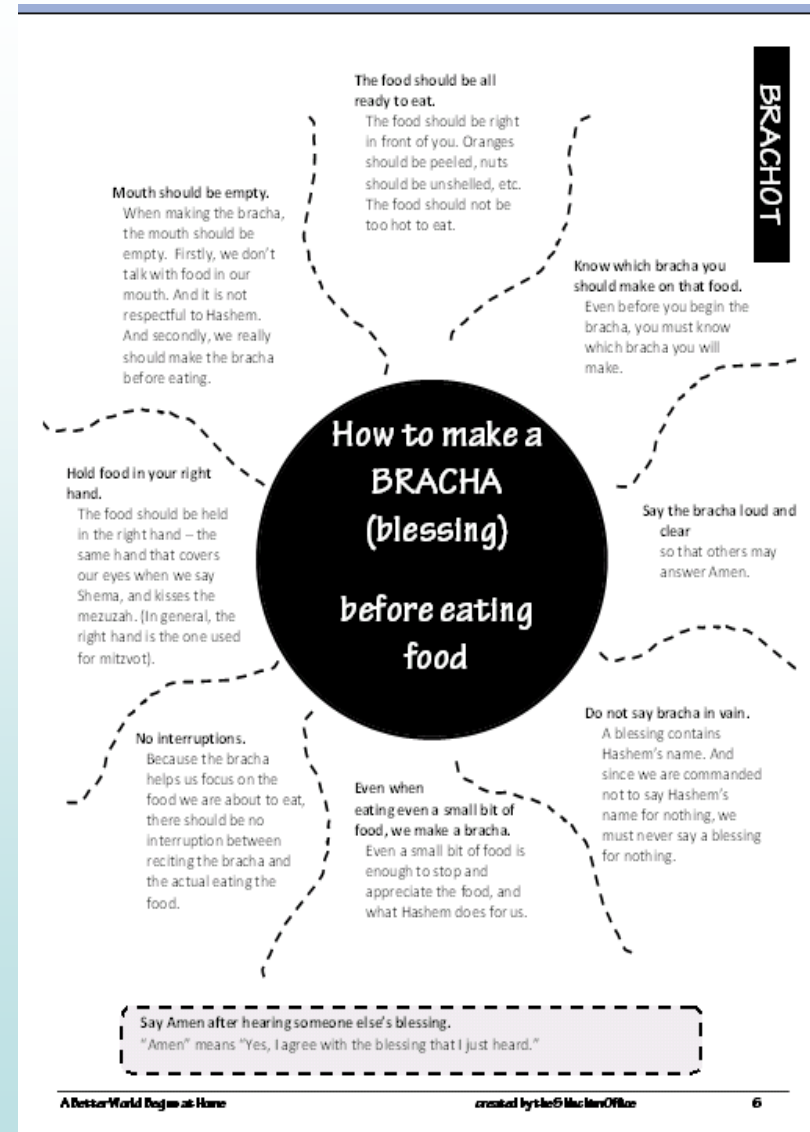 BRACHOT
The food should be all
ready to eat.
The food should be right
in front of you. Oranges
should be peeled, nuts
should be unshelled, etc.
The food should not be
too hot to eat.
Know which bracha you
should make on that food.
Even before you begin the
bracha, you must know
which bracha you will
make.
Say the bracha loud and
clear
so that others may
answer Amen.
Do not say bracha in vain.
A blessing contains
Hashem's name. And
since we are commanded
not to say Hashem's
name for nothing, we
must never say a blessing
for nothing.
Even when
eating even a small bit of
food, we make a bracha.
Even a small bit of food is
enough to stop and
appreciate the food, and
what Hashem does for us.
No interruptions.
Because the bracha
helps us focus on the
food we are about to eat,
there should be no
interruption between
reciting the bracha and
the actual eating the
food.
Hold food in your right
hand.
The food should be held
in the right hand – the
same hand that covers
our eyes when we say
Shema, and kisses the
mezuzah. (In general, the
right hand is the one used
for mitzvot).
Mouth should be empty.
When making the bracha,
the mouth should be
empty. Firstly, we don't
talk with food in our
mouth. And it is not
respectful to Hashem.
And secondly, we really
should make the bracha
before eating.
How to make a
BRACHA
(blessing)
before eating
food
Say Amen after hearing someone else's blessing.
"Amen" means "Yes, I agree with the blessing that I just heard."
A Better World Begins at Home
created by the Office
6